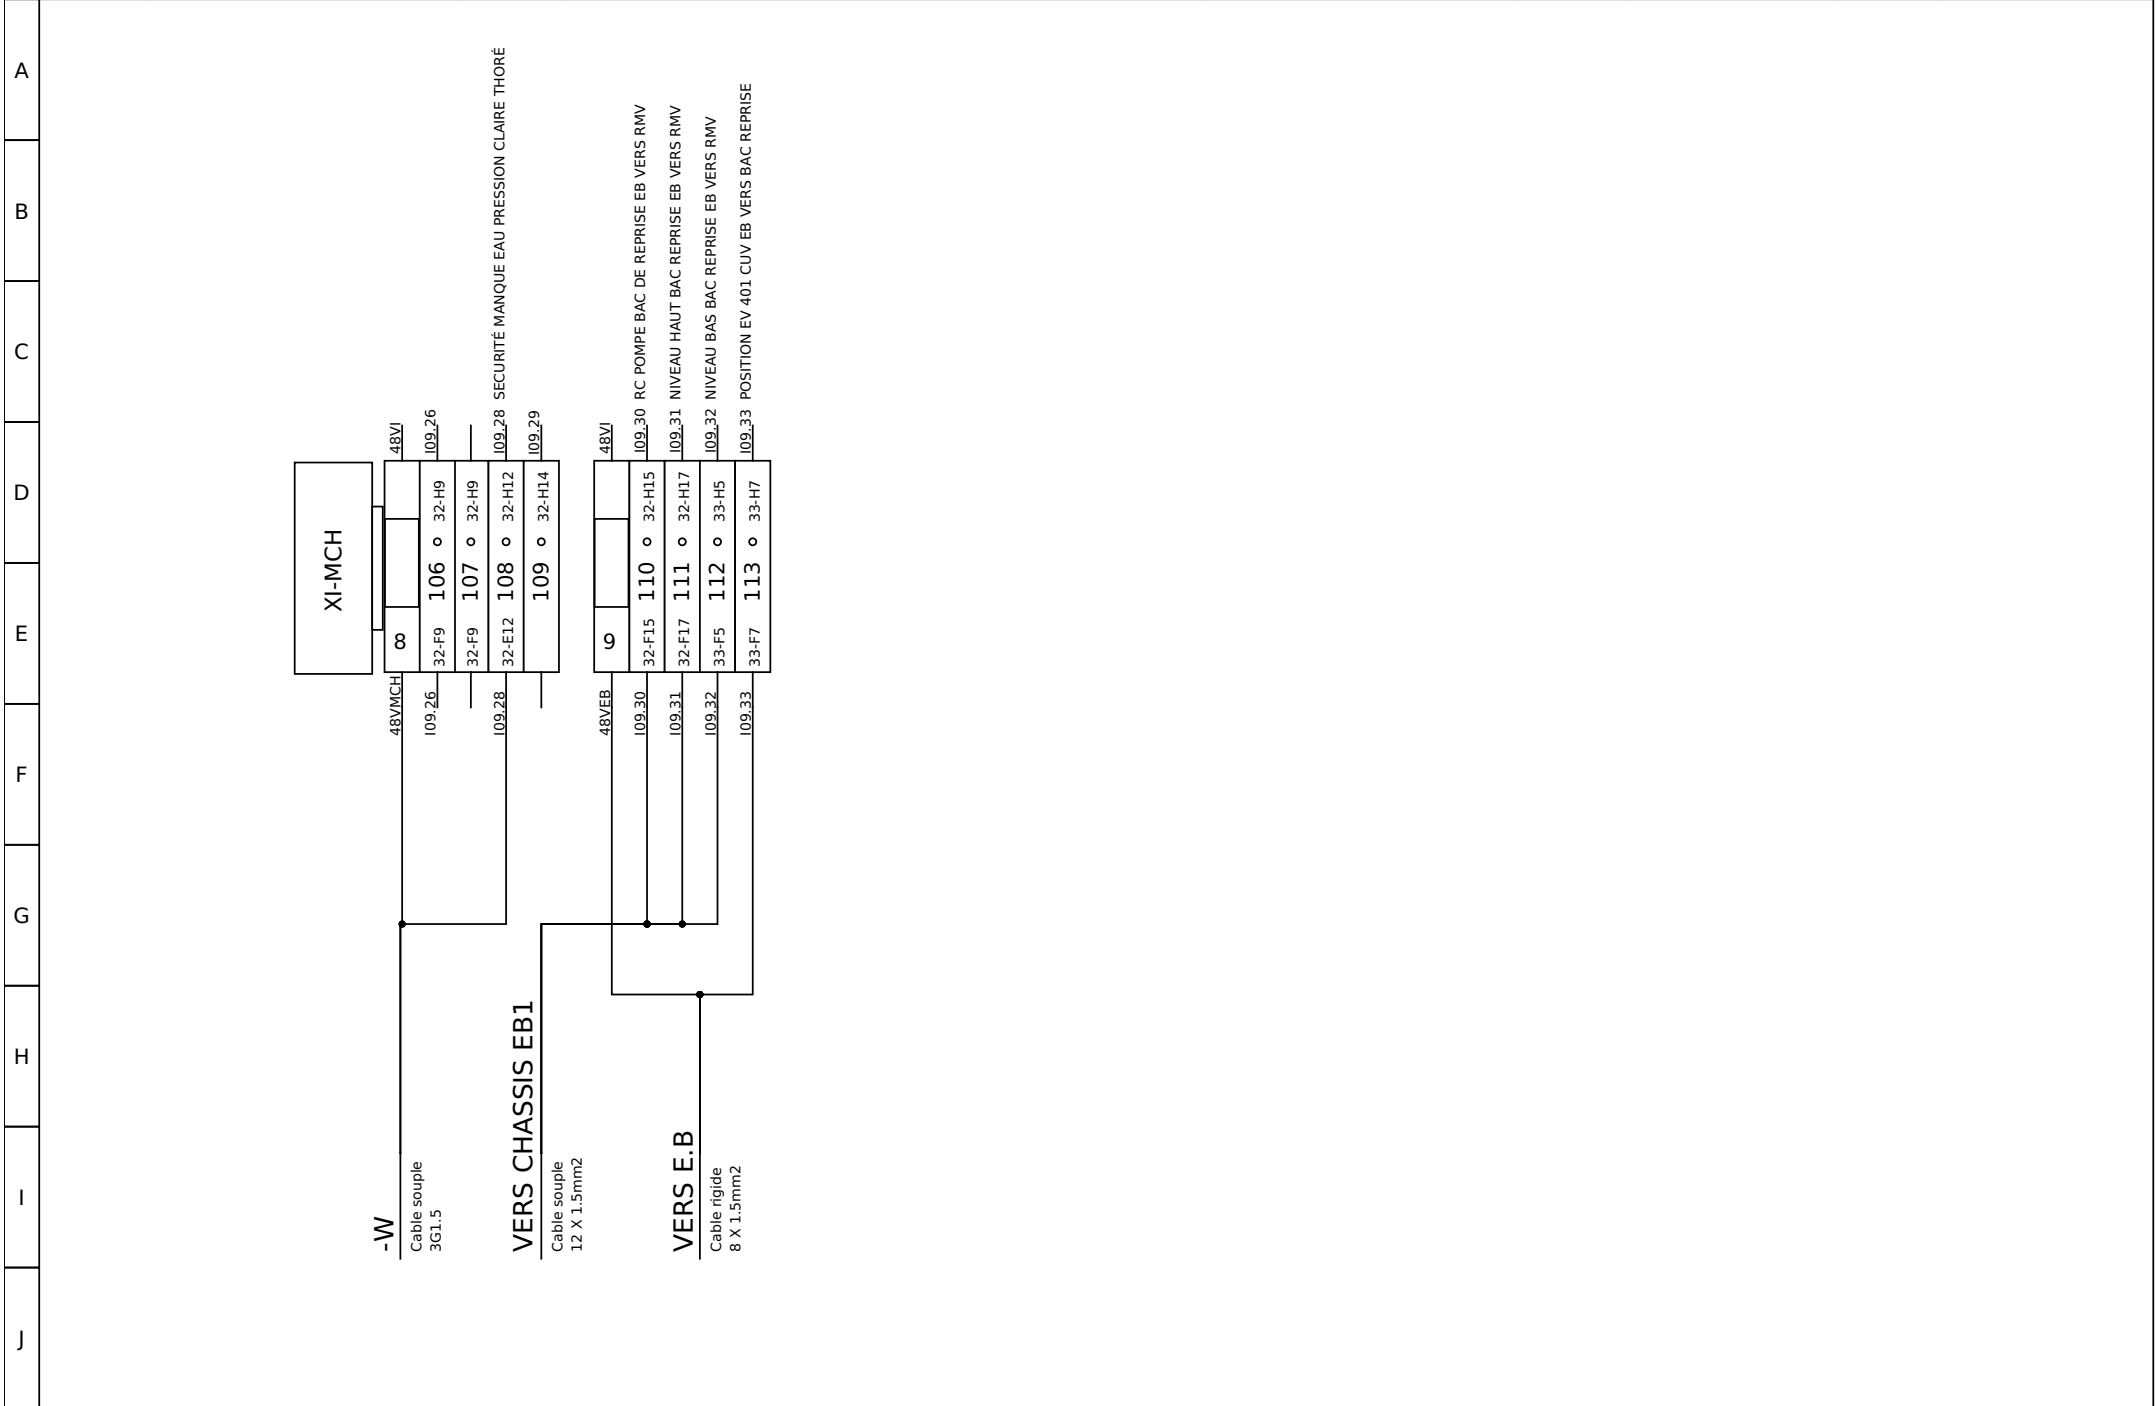 A
B
C
D
E
F
G
H
I
J
SECURITÉ MANQUE EAU PRESSION CLAIRE THORÉ
RC POMPE BAC DE REPRISE EB VERS RMV
NIVEAU HAUT BAC REPRISE EB VERS RMV
NIVEAU BAS BAC REPRISE EB VERS RMV
POSITION EV 401 CUV EB VERS BAC REPRISE
48VI
I09.26
I09.28
I09.29
48VI
I09.30
I09.31
I09.32
I09.33
XI-MCH
32-H9
32-H9
32-H12
32-H14
32-H15
32-H17
33-H5
33-H7
106
107
108
109
110
111
112
113
8
32-F9
32-F9
32-E12
9
32-F15
32-F17
33-F5
33-F7
48VMCH
I09.26
I09.28
48VEB
I09.30
I09.31
I09.32
I09.33
-W
Cable souple
3G1.5
VERS CHASSIS EB1
Cable souple
12 X 1.5mm2
VERS E.B
Cable rigide
8 X 1.5mm2